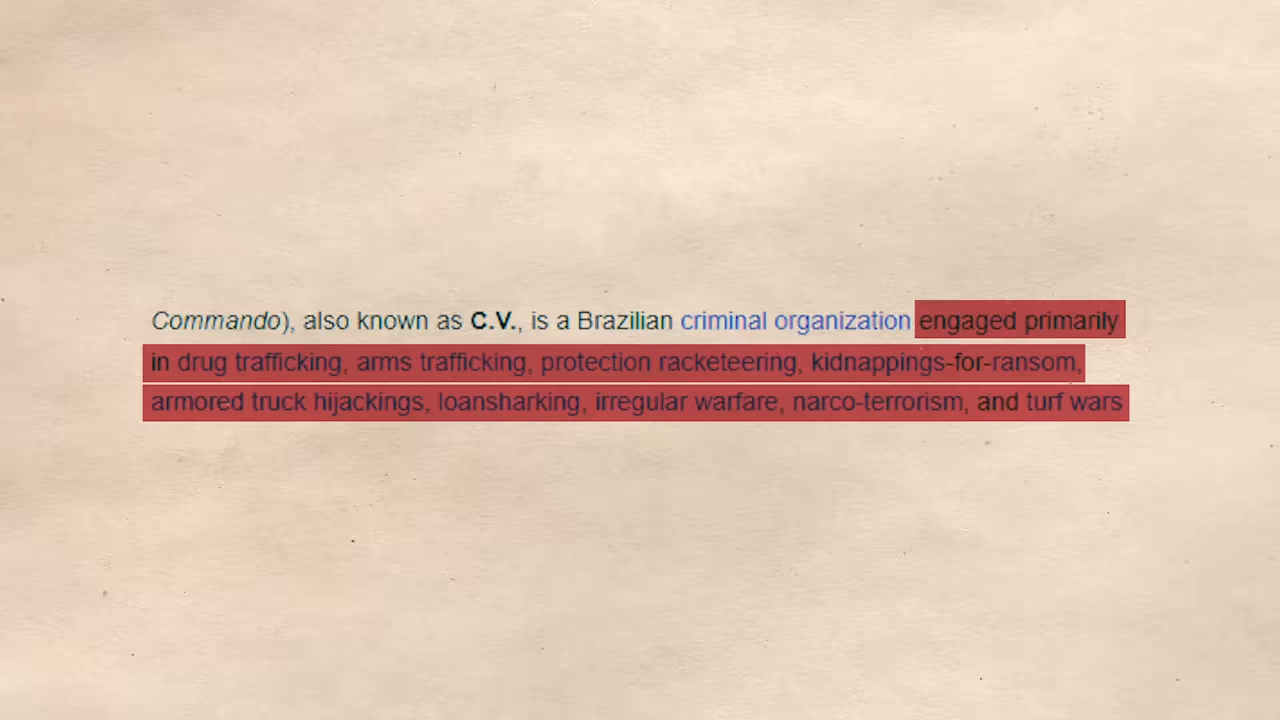 Commando), also known as C.V., is a Brazilian criminal organization engaged primarily
in drug trafficking, arms trafficking, protection racketeering, kidnappings-for-ransom,
armored truck hijackings, loansharking, irregular warfare, narco-terrorism, and turf wars